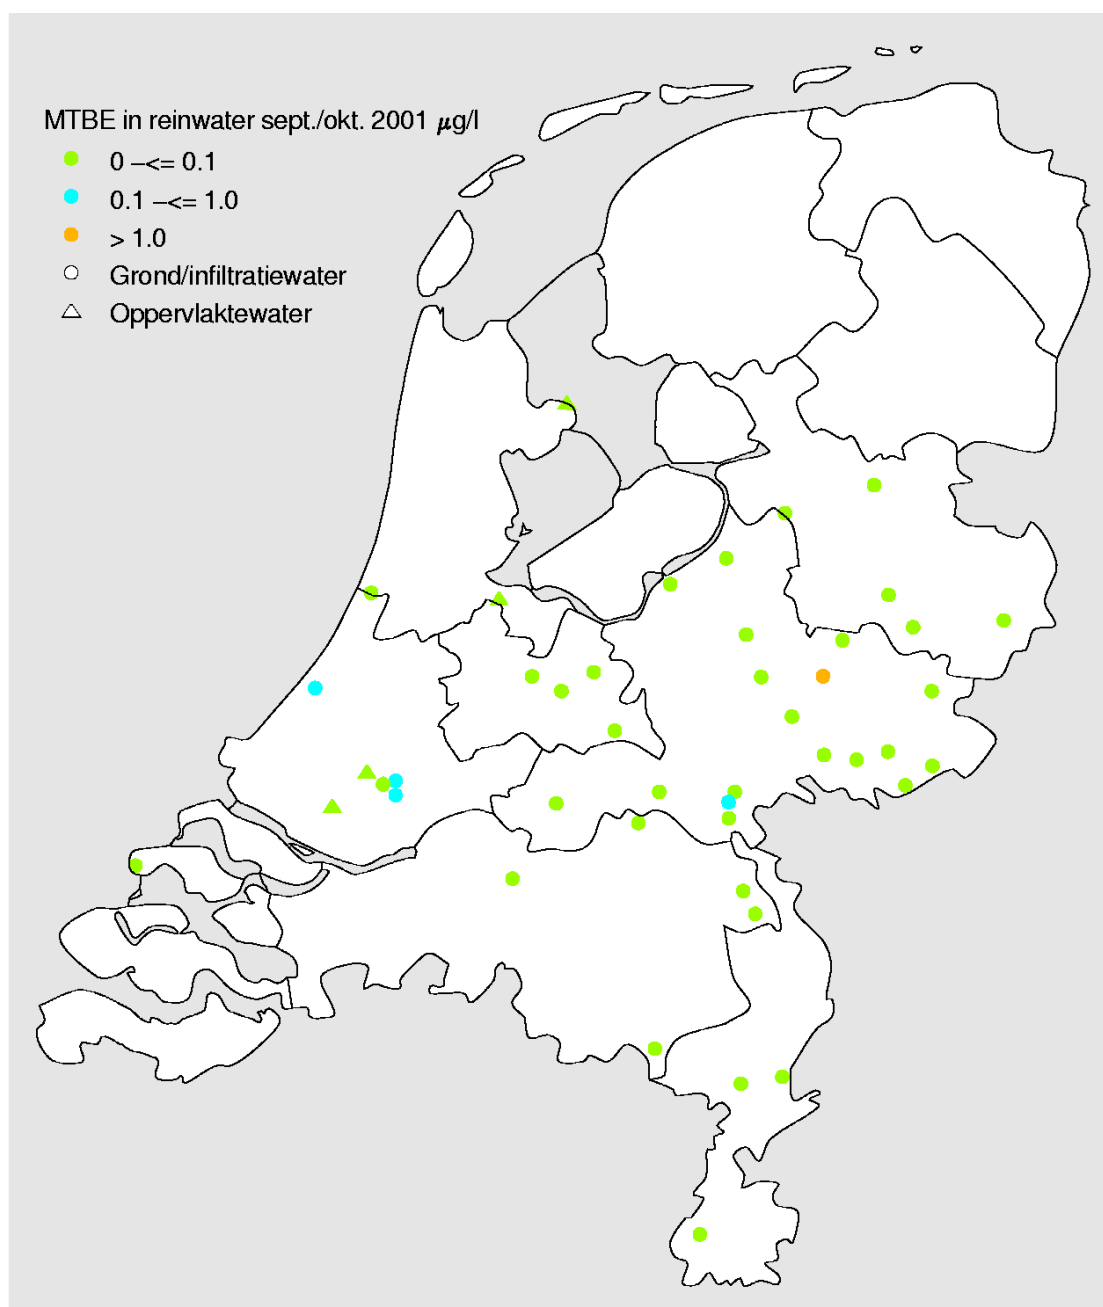 MTBE in reinwater sept./okt. 2001 μg/l
0 –<= 0.1
0.1 –<= 1.0
> 1.0
Grond/infiltratiewater
Oppervlaktewater